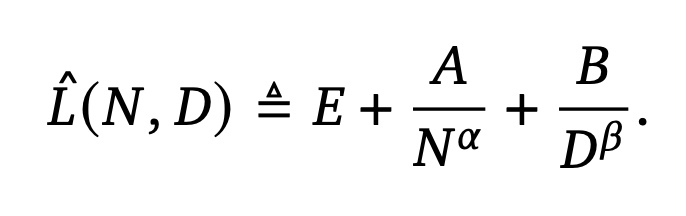 L̂(N, D) ≜ E + A/N^α + B/D^β.